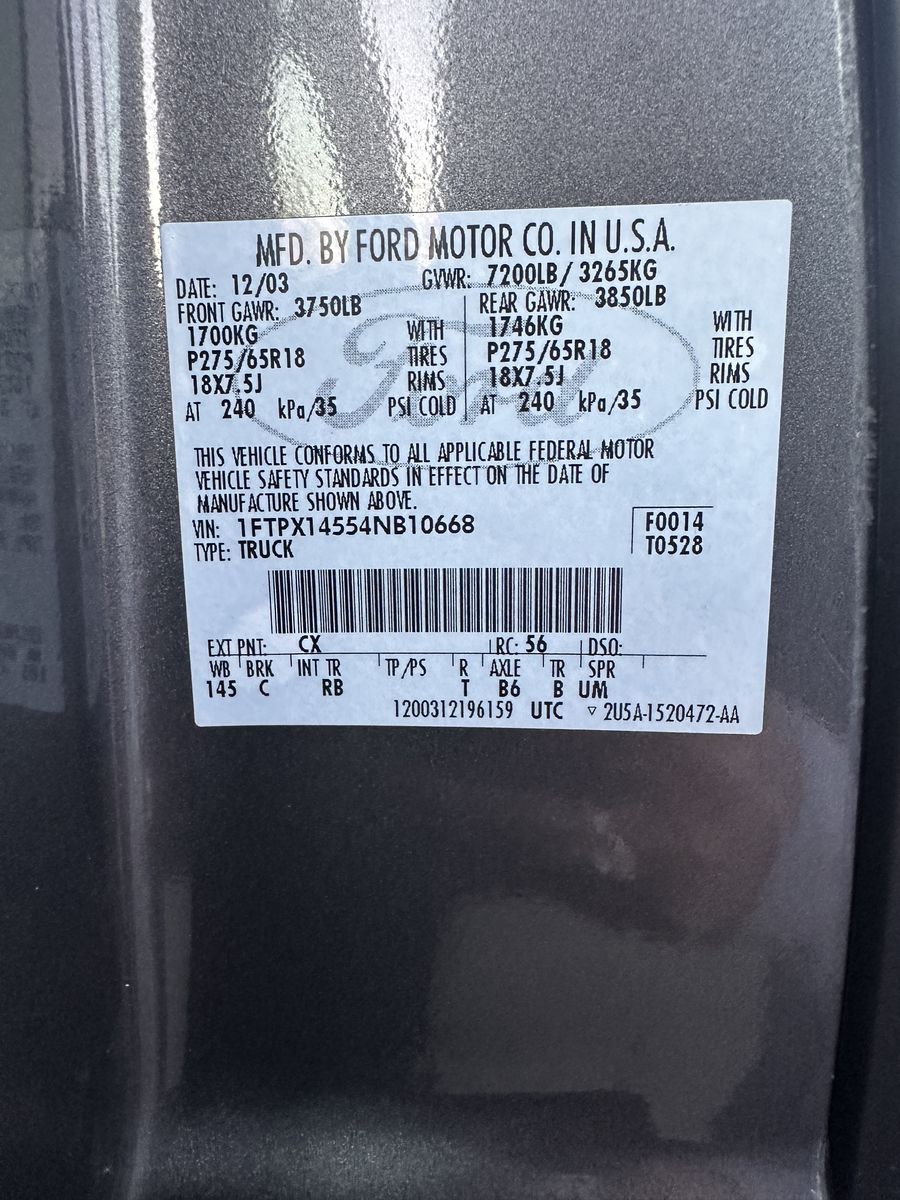 MFD. BY FORD MOTOR CO. IN U.S.A.
DATE: 12/03 GVWR: 7200LB/ 3265KG
FRONT GAWR: 3750LB REAR GAWR: 3850LB
1700KG WITH 1746KG WITH
P275/65R18 TIRES P275/65R18 TIRES
18X7.5J RIMS 18X7.5J RIMS
AT 240 kPa/35 PSI COLD AT 240 kPa/35 PSI COLD
Ford
THIS VEHICLE CONFORMS TO ALL APPLICABLE FEDERAL MOTOR
VEHICLE SAFETY STANDARDS IN EFFECT ON THE DATE OF
MANUFACTURE SHOWN ABOVE.
VIN: 1FTPX14554NB10668 F0014
TYPE: TRUCK T0528
EXT PNT: CX RC: 56 DSO:
WB BRK INT TR TP/PS R AXLE TR SPR
145 C RB T B6 B UM
1200312196159 UTC ▽ 2U5A-1520472-AA